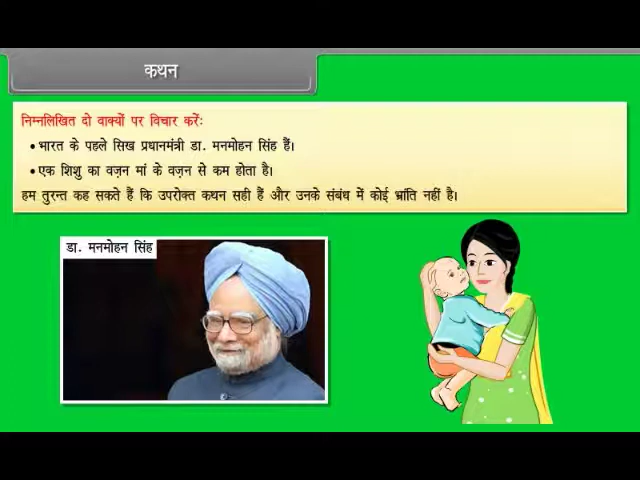 कथन
निम्नलिखित दो वाक्यों पर विचार करें:
• भारत के पहले सिख प्रधानमंत्री डा. मनमोहन सिंह हैं।
• एक शिशु का वज़न मां के वज़न से कम होता है।
हम तुरन्त कह सकते हैं कि उपरोक्त कथन सही हैं और उनके संबंध में कोई भ्रांति नहीं है।
डा. मनमोहन सिंह